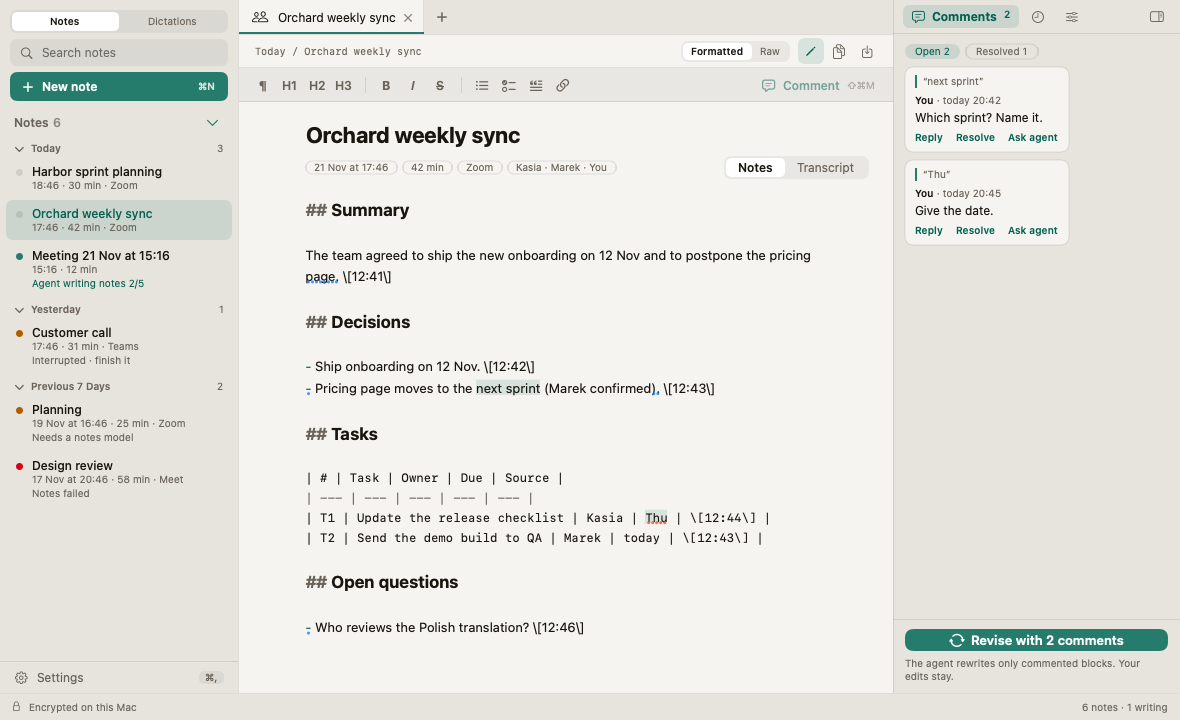 Notes
Dictations
Search notes
New note ⌘N
Notes 6
Today 3
Harbor sprint planning
18:46 · 30 min · Zoom
Orchard weekly sync
17:46 · 42 min · Zoom
Meeting 21 Nov at 15:16
15:16 · 12 min
Agent writing notes 2/5
Yesterday 1
Customer call
17:46 · 31 min · Teams
Interrupted · finish it
Previous 7 Days 2
Planning
19 Nov at 16:46 · 25 min · Zoom
Needs a notes model
Design review
17 Nov at 20:46 · 58 min · Meet
Notes failed
Settings ⌘,
Encrypted on this Mac
Orchard weekly sync
Today / Orchard weekly sync
Formatted Raw
¶ H1 H2 H3 B I S
Comment ⇧⌘M
Orchard weekly sync
21 Nov at 17:46 42 min Zoom Kasia · Marek · You
Notes Transcript
## Summary
The team agreed to ship the new onboarding on 12 Nov and to postpone the pricing
page. \[12:41\]
## Decisions
- Ship onboarding on 12 Nov. \[12:42\]
- Pricing page moves to the next sprint (Marek confirmed). \[12:43\]
## Tasks
| # | Task | Owner | Due | Source |
| --- | --- | --- | --- | --- |
| T1 | Update the release checklist | Kasia | Thu | \[12:44\] |
| T2 | Send the demo build to QA | Marek | today | \[12:43\] |
## Open questions
- Who reviews the Polish translation? \[12:46\]
Comments 2
Open 2 Resolved 1
“next sprint”
You · today 20:42
Which sprint? Name it.
Reply Resolve Ask agent
“Thu”
You · today 20:45
Give the date.
Reply Resolve Ask agent
Revise with 2 comments
The agent rewrites only commented blocks. Your
edits stay.
6 notes · 1 writing